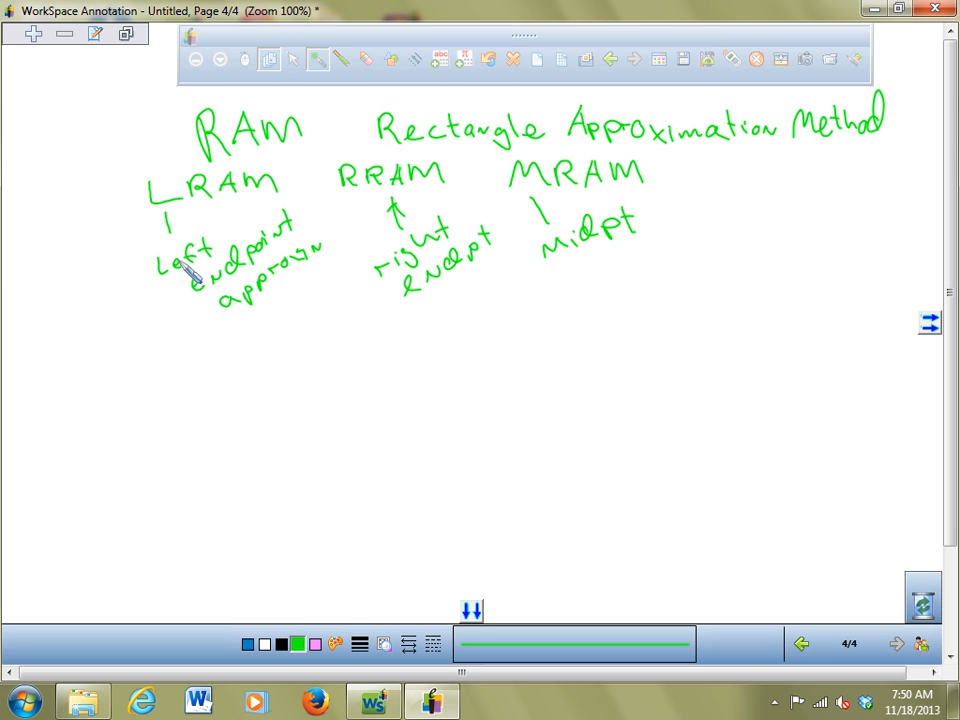 WorkSpace Annotation - Untitled, Page 4/4 (Zoom 100%) *
RAM Rectangle Approximation Method
LRAM RRAM MRAM
Left endpoint
right endpt
midpt
4/4
7:50 AM
11/18/2013